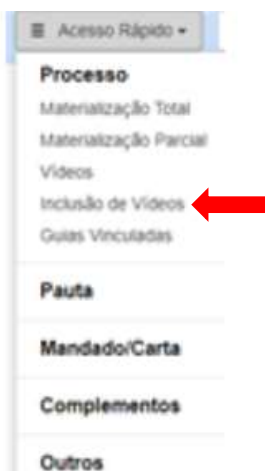 Acesso Rápido
Processo
Materialização Total
Materialização Parcial
Vídeos
Inclusão de Vídeos
Guias Vinculadas
Pauta
Mandado/Carta
Complementos
Outros